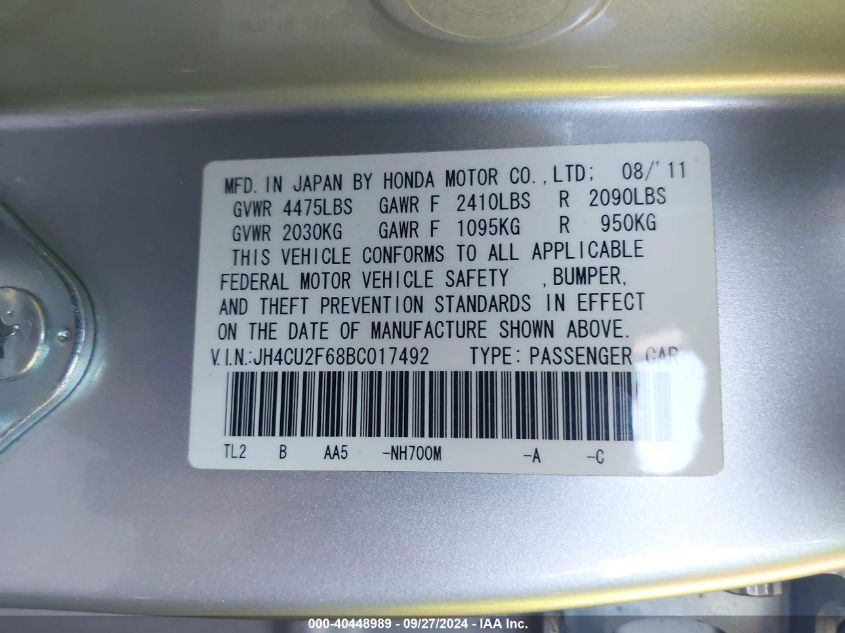 MFD. IN JAPAN BY HONDA MOTOR CO., LTD; 08/'11
GVWR 4475LBS GAWR F 2410LBS R 2090LBS
GVWR 2030KG GAWR F 1095KG R 950KG
THIS VEHICLE CONFORMS TO ALL APPLICABLE
FEDERAL MOTOR VEHICLE SAFETY , BUMPER,
AND THEFT PREVENTION STANDARDS IN EFFECT
ON THE DATE OF MANUFACTURE SHOWN ABOVE.
V.I.N.:JH4CU2F68BC017492 TYPE: PASSENGER CAR
TL2 B AA5 -NH700M -A -C
000-40448989 - 09/27/2024 - IAA Inc.